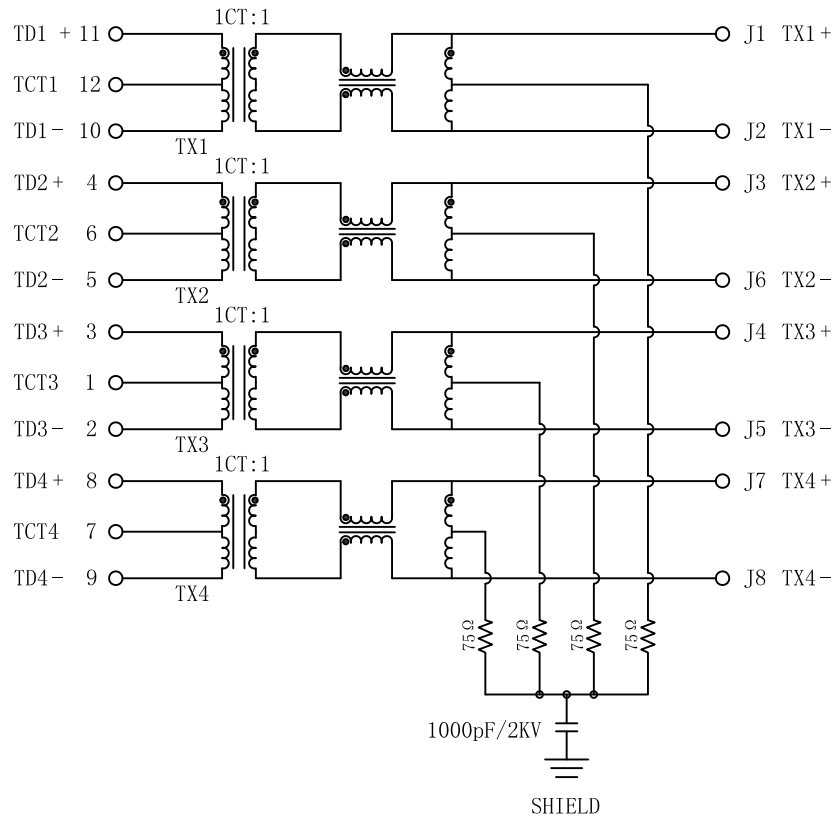 1CT:1
TD1 + 11
J1 TX1+
TCT1 12
TD1- 10
J2 TX1-
TX1
1CT:1
TD2+ 4
J3 TX2+
TCT2 6
TD2- 5
J6 TX2-
TX2
1CT:1
TD3+ 3
J4 TX3+
TCT3 1
TD3- 2
J5 TX3-
TX3
1CT:1
TD4+ 8
J7 TX4+
TCT4 7
TD4- 9
J8 TX4-
TX4
75Ω
75Ω
75Ω
75Ω
1000pF/2KV
SHIELD